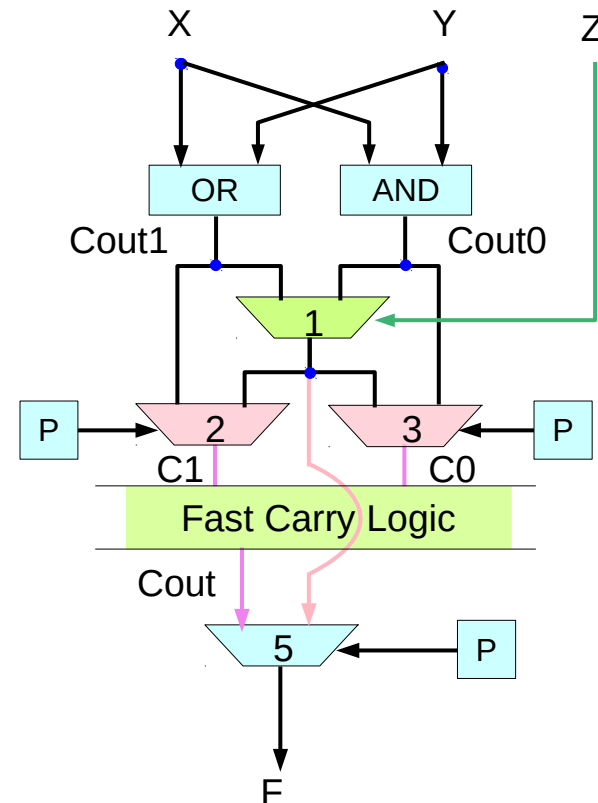 X Y Z
OR AND
Cout1 Cout0
1
P 2 3 P
C1 C0
Fast Carry Logic
Cout
5 P
F